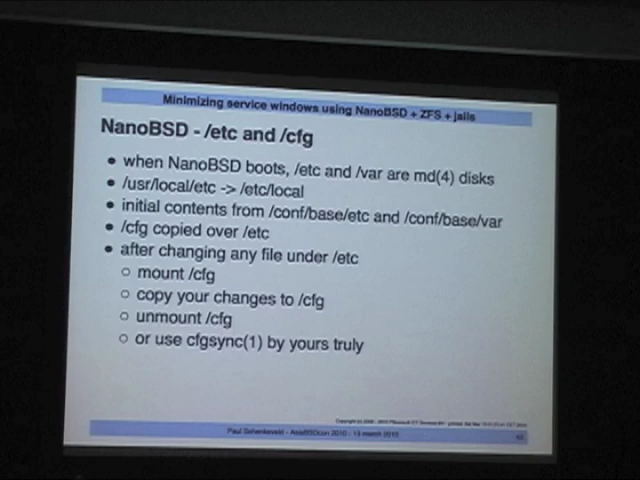 Minimizing service windows using NanoBSD + ZFS + jails
NanoBSD - /etc and /cfg
• when NanoBSD boots, /etc and /var are md(4) disks
• /usr/local/etc -> /etc/local
• initial contents from /conf/base/etc and /conf/base/var
• /cfg copied over /etc
• after changing any file under /etc
○ mount /cfg
○ copy your changes to /cfg
○ unmount /cfg
○ or use cfgsync(1) by yours truly
Paul Schenkeveld - AsiaBSDCon 2010 - 13 march 2010